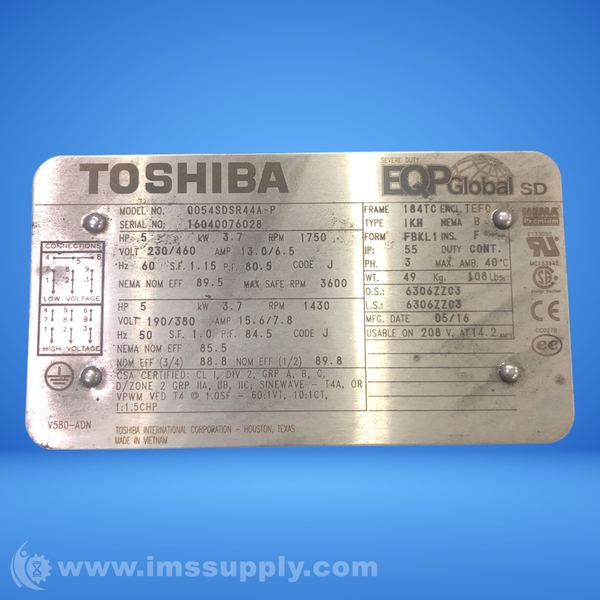 TOSHIBA
SEVERE DUTY
EQP Global SD
MODEL NO. 0054SDSR44A-P
SERIAL NO: 16040076028
HP 5 kW 3.7 RPM 1750
VOLT 230/460 AMP 13.0/6.5
Hz 60 S.F. 1.15 P.F. 80.5 CODE J
NEMA NOM EFF 89.5 MAX SAFE RPM 3600
HP 5 kW 3.7 RPM 1430
VOLT 190/380 AMP 15.6/7.8
Hz 50 S.F. 1.0 P.F. 84.5 CODE J
NEMA NOM EFF 85.5
NOM EFF (3/4) 88.8 NOM EFF (1/2) 89.8
CSA CERTIFIED: CL I, DIV 2, GRP A, B, C,
D/ZONE 2 GRP IIA, IIB, IIC; SINEWAVE - T4A, OR
VPWM VFD T4 @ 1.0SF - 60:1VT, 10:1CT,
1:1.5CHP
FRAME 184TC ENCL. TEFC
TYPE IKH NEMA B
FORM FBKL1 INS. F
IP: 55 DUTY CONT.
PH. 3 MAX. AMB. 40°C
WT. 49 Kg. 108 Lbs.
O.S.: 6306ZZC3
L.S.: 6306ZZC3
MFG. DATE 05/16
USABLE ON 208 V. AT 14.2
NEMA
Premium
CE
ee
CONNECTIONS
LOW VOLTAGE
HIGH VOLTAGE
V580-ADN
TOSHIBA INTERNATIONAL CORPORATION - HOUSTON, TEXAS
MADE IN VIETNAM
www.imssupply.com